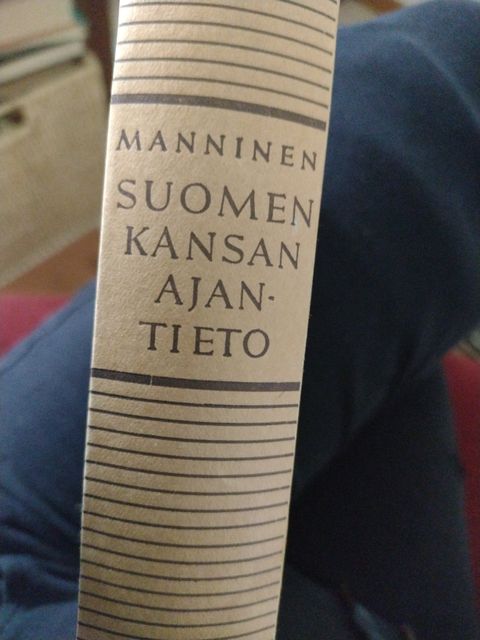 MANNINEN
SUOMEN
KANSAN
AJAN-
TIETO